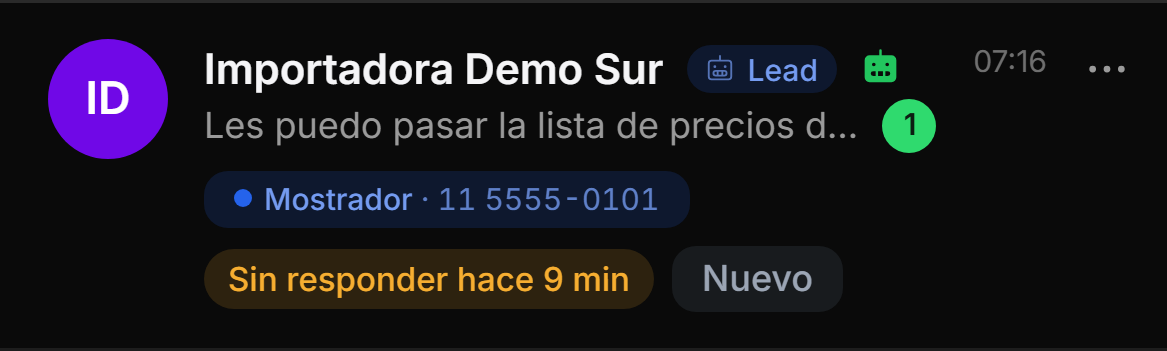 ID
Importadora Demo Sur Lead 07:16 ...
Les puedo pasar la lista de precios d... 1
Mostrador · 11 5555-0101
Sin responder hace 9 min Nuevo